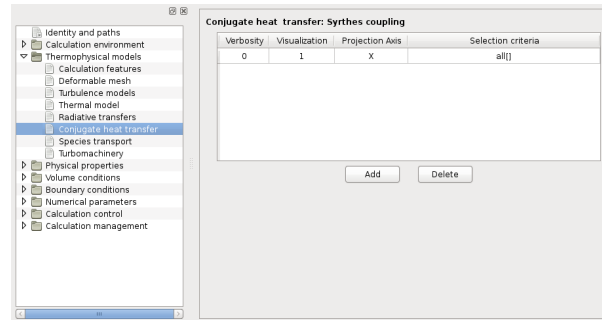 Identity and paths
Calculation environment
Thermophysical models
Calculation features
Deformable mesh
Turbulence models
Thermal model
Radiative transfers
Conjugate heat transfer
Species transport
Turbomachinery
Physical properties
Volume conditions
Boundary conditions
Numerical parameters
Calculation control
Calculation management
Conjugate heat transfer: Syrthes coupling
Verbosity Visualization Projection Axis Selection criteria
0 1 X all[]
Add Delete